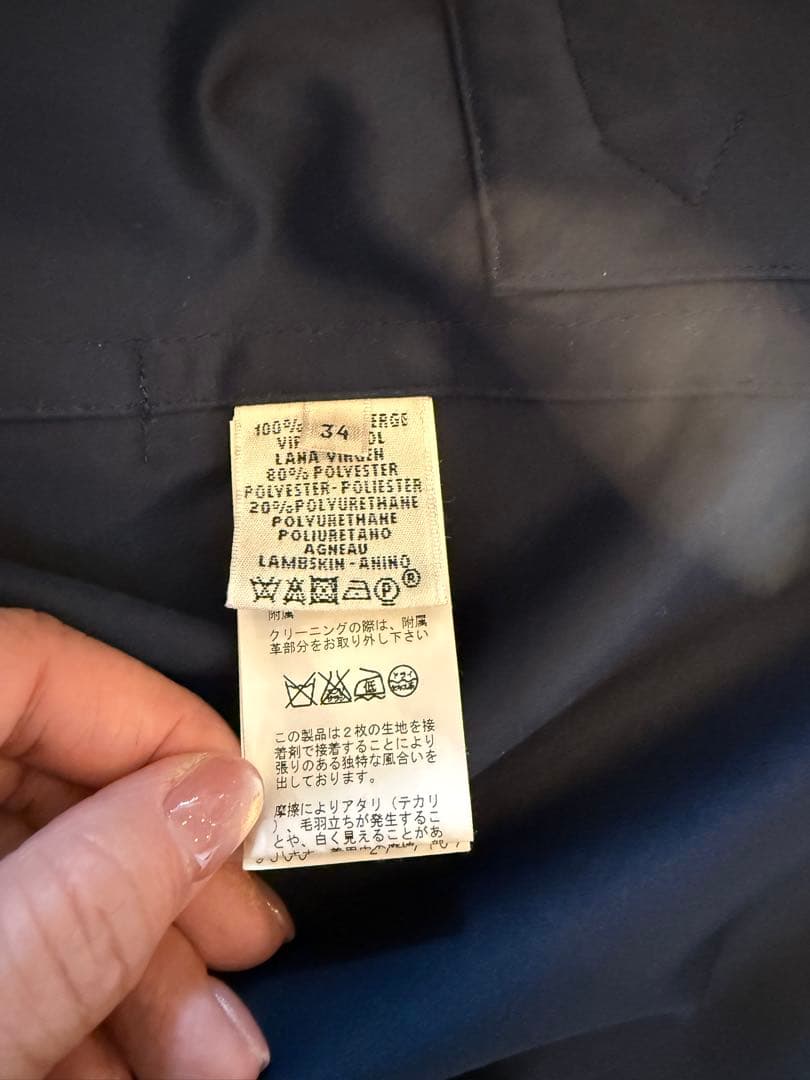 100%
ERGE
34
LANA VIRGEN
80% POLYESTER
POLYESTER-POLIESTER
20% POLYURETHANE
POLYURETHANE
POLIURETANO
AGNEAU
LAMBSKIN-ANINO
P ®
附属
クリーニングの際は、附属
革部分をお取り外し下さい
低
この製品は2枚の生地を接
着剤で接着することにより
張りのある独特な風合いを
出しております。
摩擦によりアタリ（テカリ
）、毛羽立ちが発生するこ
とや、白く見えることがあ